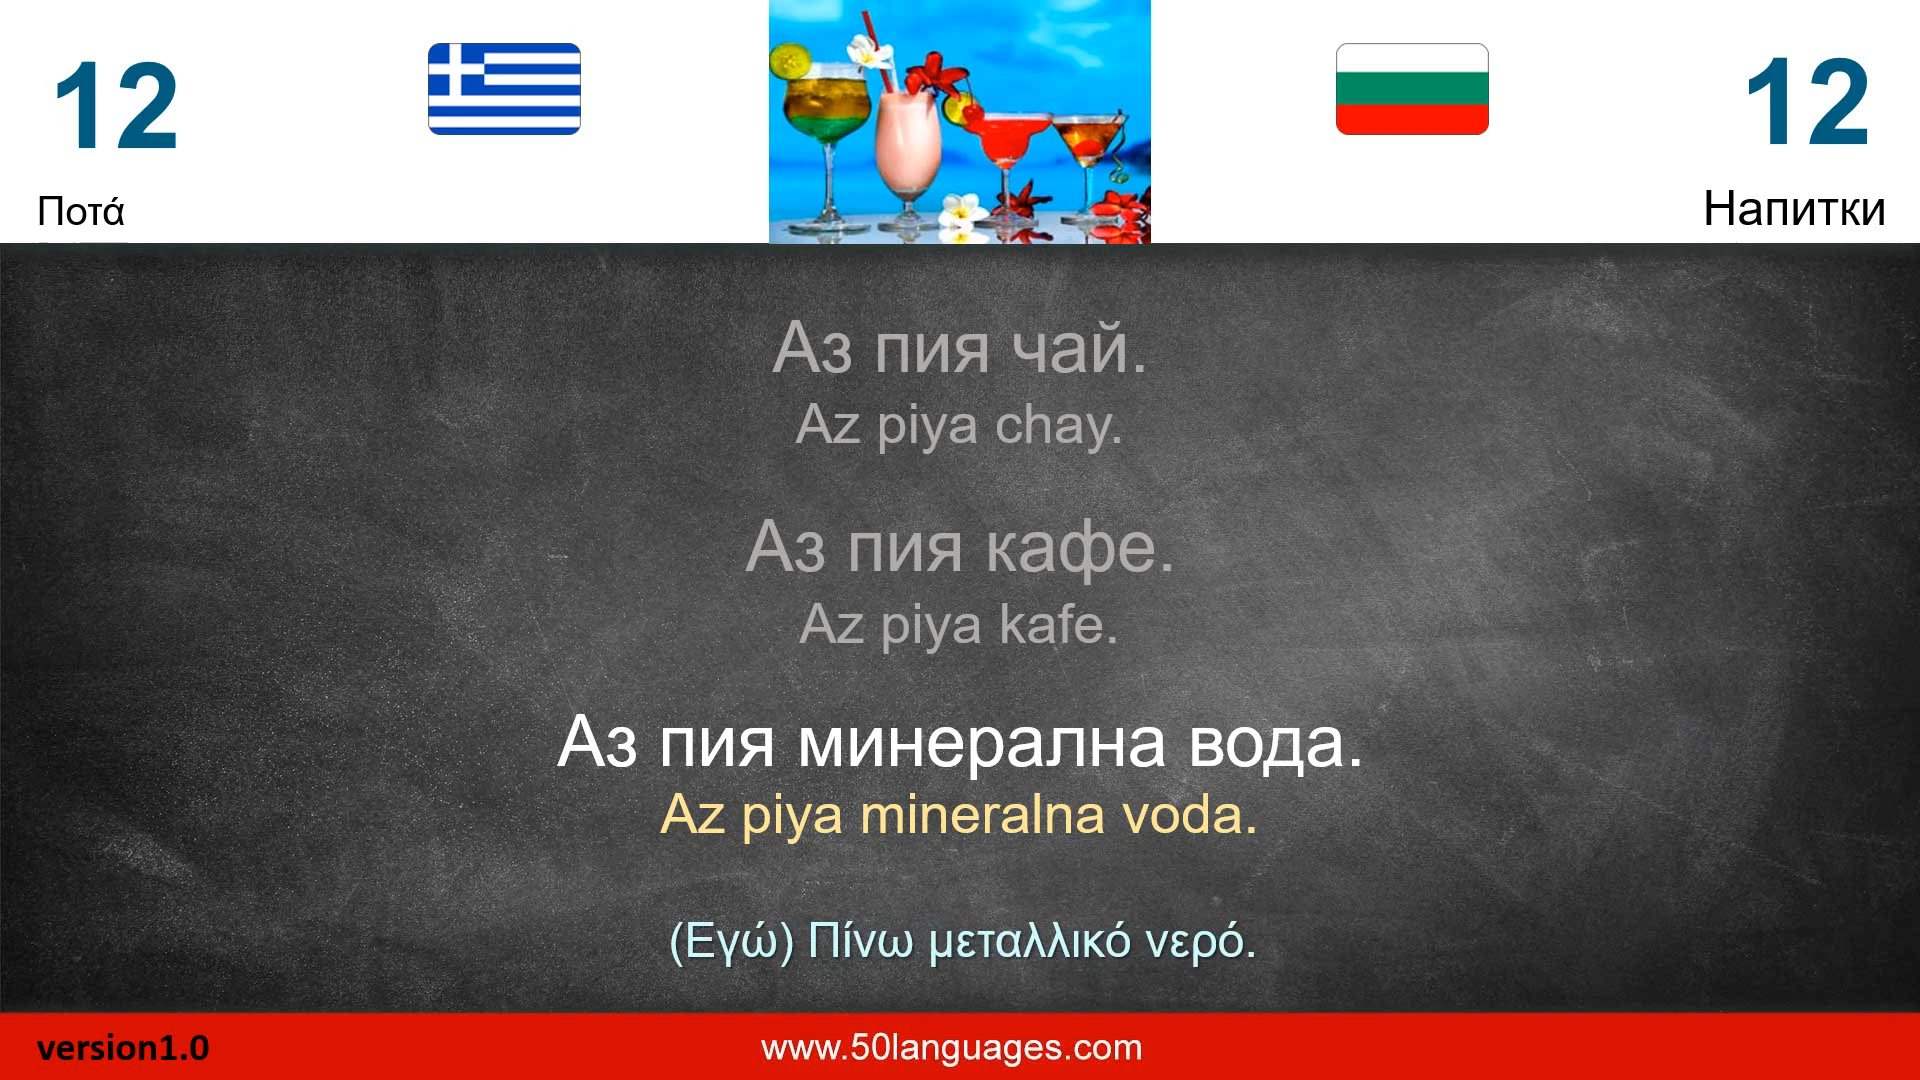 12
12
Ποτά
Напитки
Аз пия чай.
Az piya chay.
Аз пия кафе.
Az piya kafe.
Аз пия минерална вода.
Az piya mineralna voda.
(Εγώ) Πίνω μεταλλικό νερό.
version1.0
www.50languages.com